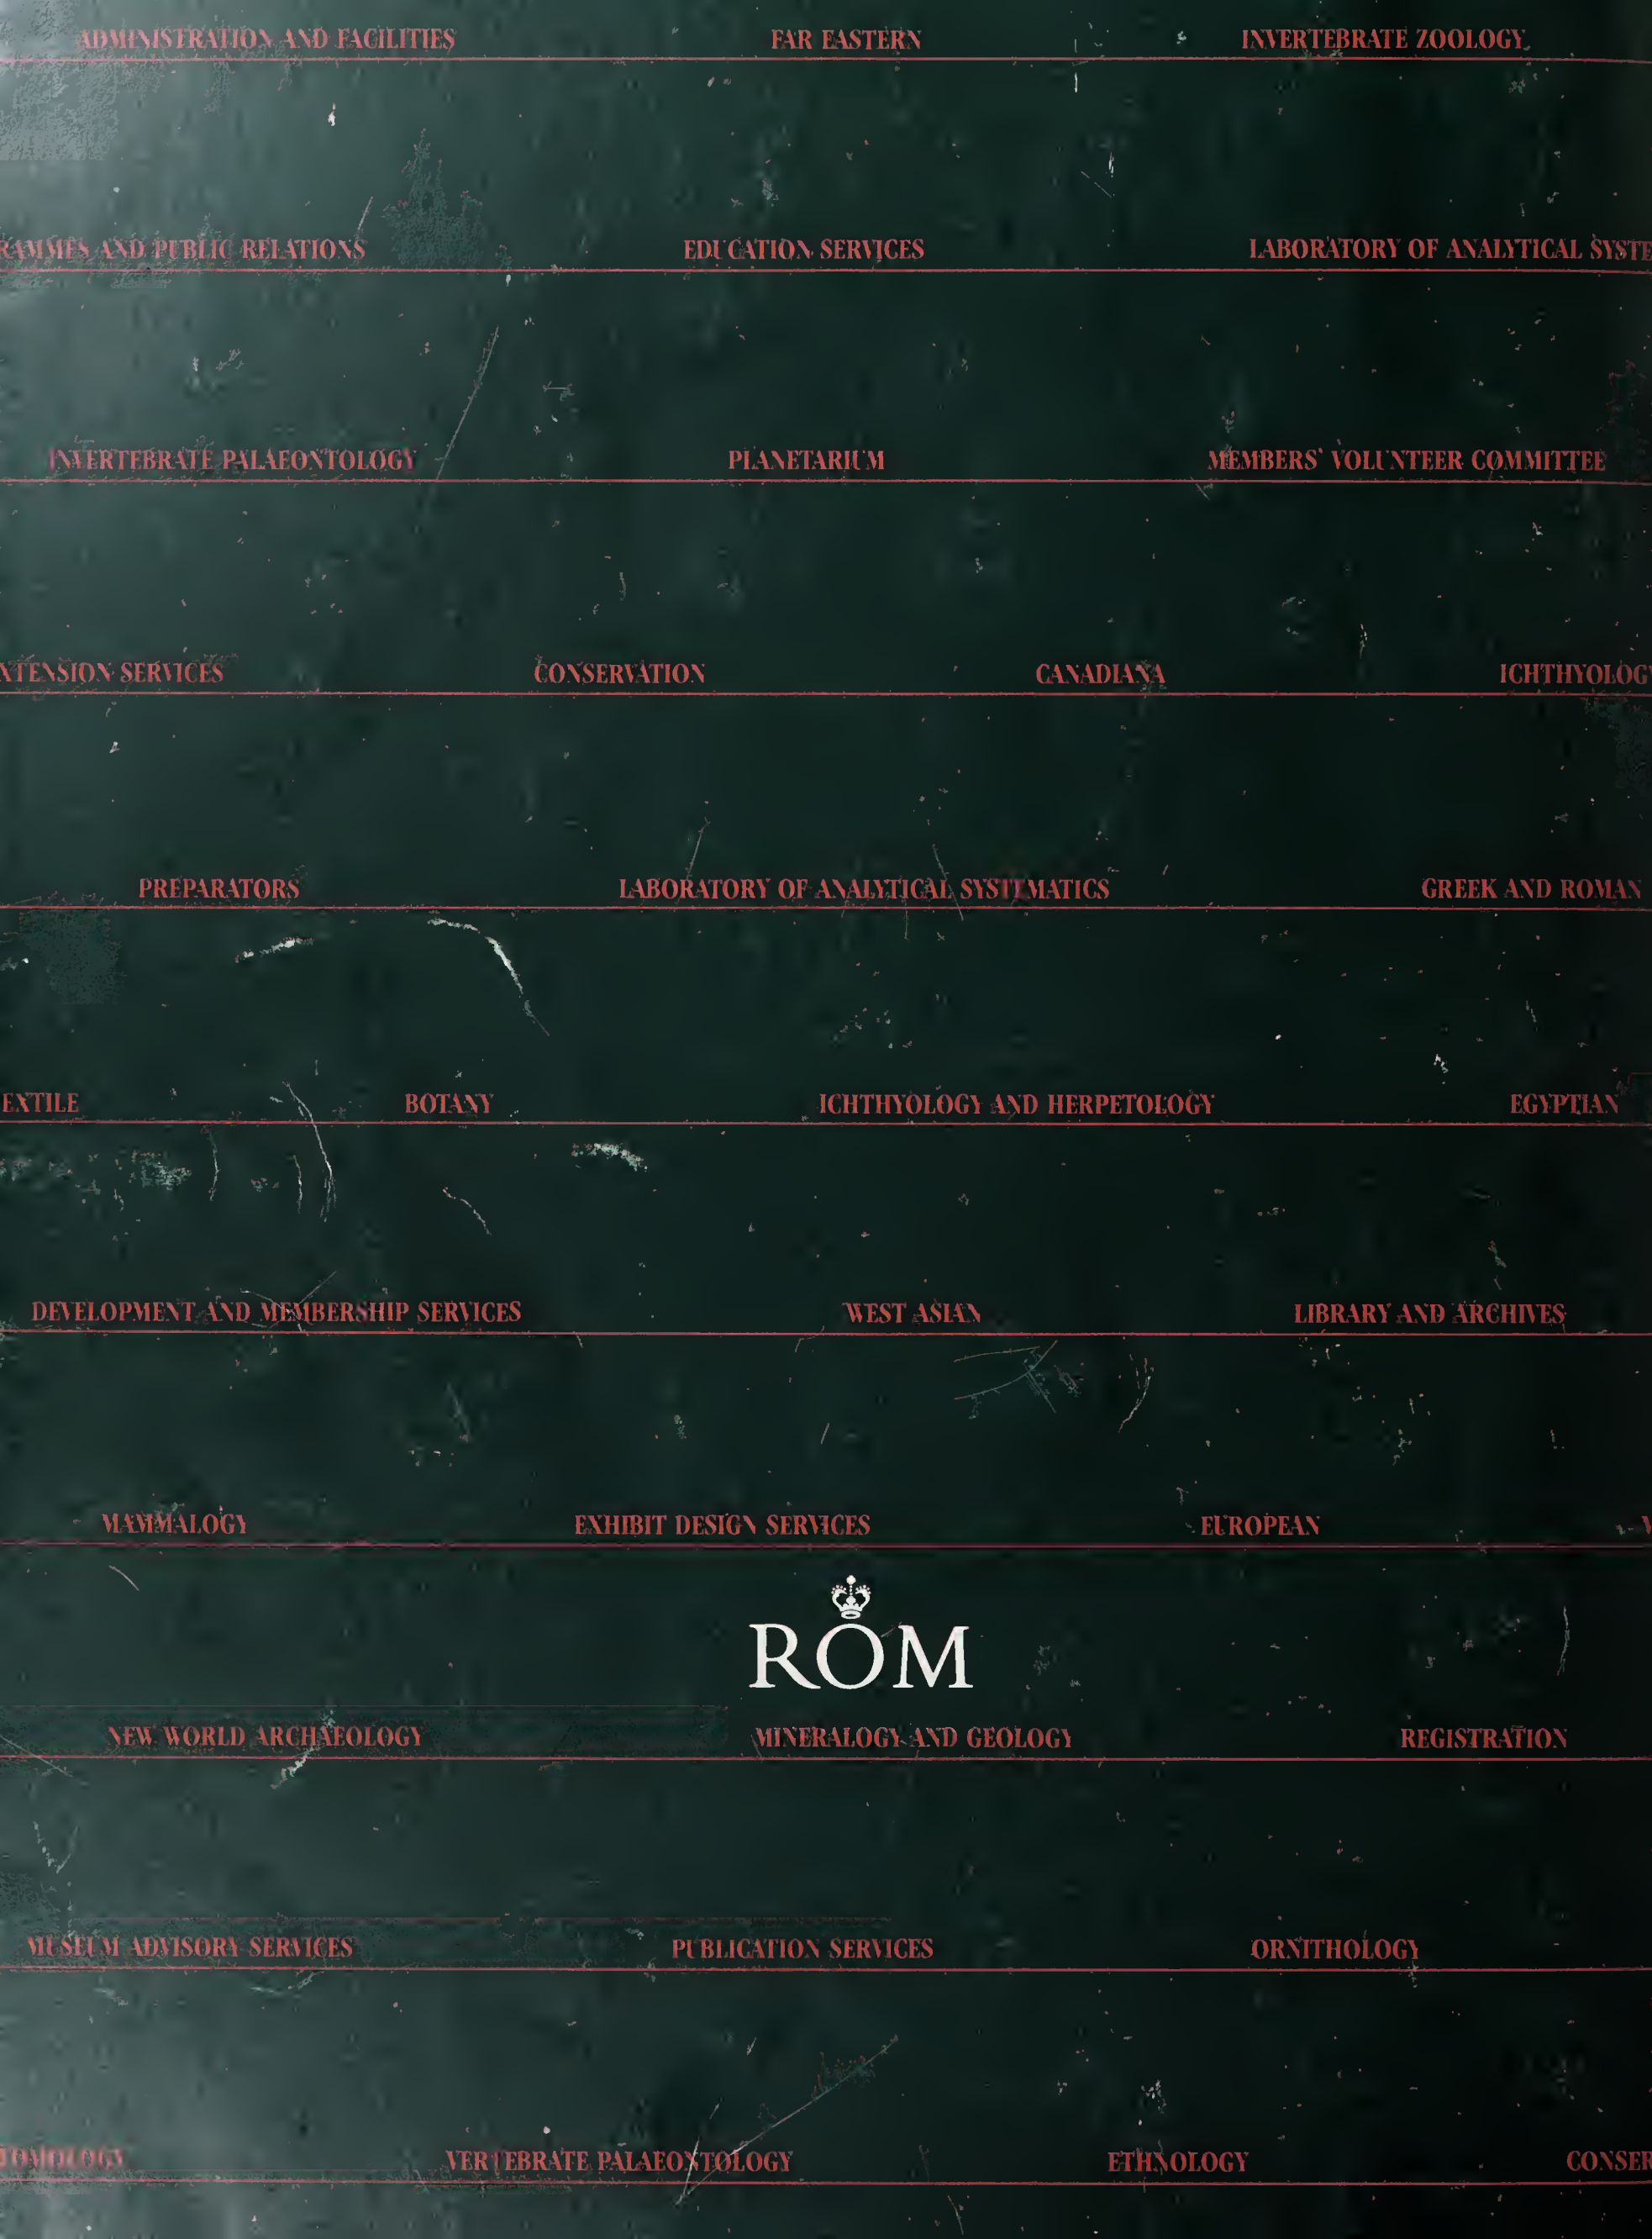 ADMINISTRATION AND FACILITIES FAR EASTERN INVERTEBRATE ZOOLOGY
RAMMES AND PUBLIC RELATIONS EDUCATION SERVICES LABORATORY OF ANALYTICAL SYSTE
INVERTEBRATE PALAEONTOLOGY PLANETARIUM MEMBERS' VOLUNTEER COMMITTEE
XTENSION SERVICES CONSERVATION CANADIANA ICHTHYOLOGY
PREPARATORS LABORATORY OF ANALYTICAL SYSTEMATICS GREEK AND ROMAN
EXTILE BOTANY ICHTHYOLOGY AND HERPETOLOGY EGYPTIAN
DEVELOPMENT AND MEMBERSHIP SERVICES WEST ASIAN LIBRARY AND ARCHIVES
MAMMALOGY EXHIBIT DESIGN SERVICES EUROPEAN
ROM
NEW WORLD ARCHAEOLOGY MINERALOGY AND GEOLOGY REGISTRATION
MUSEUM ADVISORY SERVICES PUBLICATION SERVICES ORNITHOLOGY
TOMOLOGY VERTEBRATE PALAEONTOLOGY ETHNOLOGY CONSER